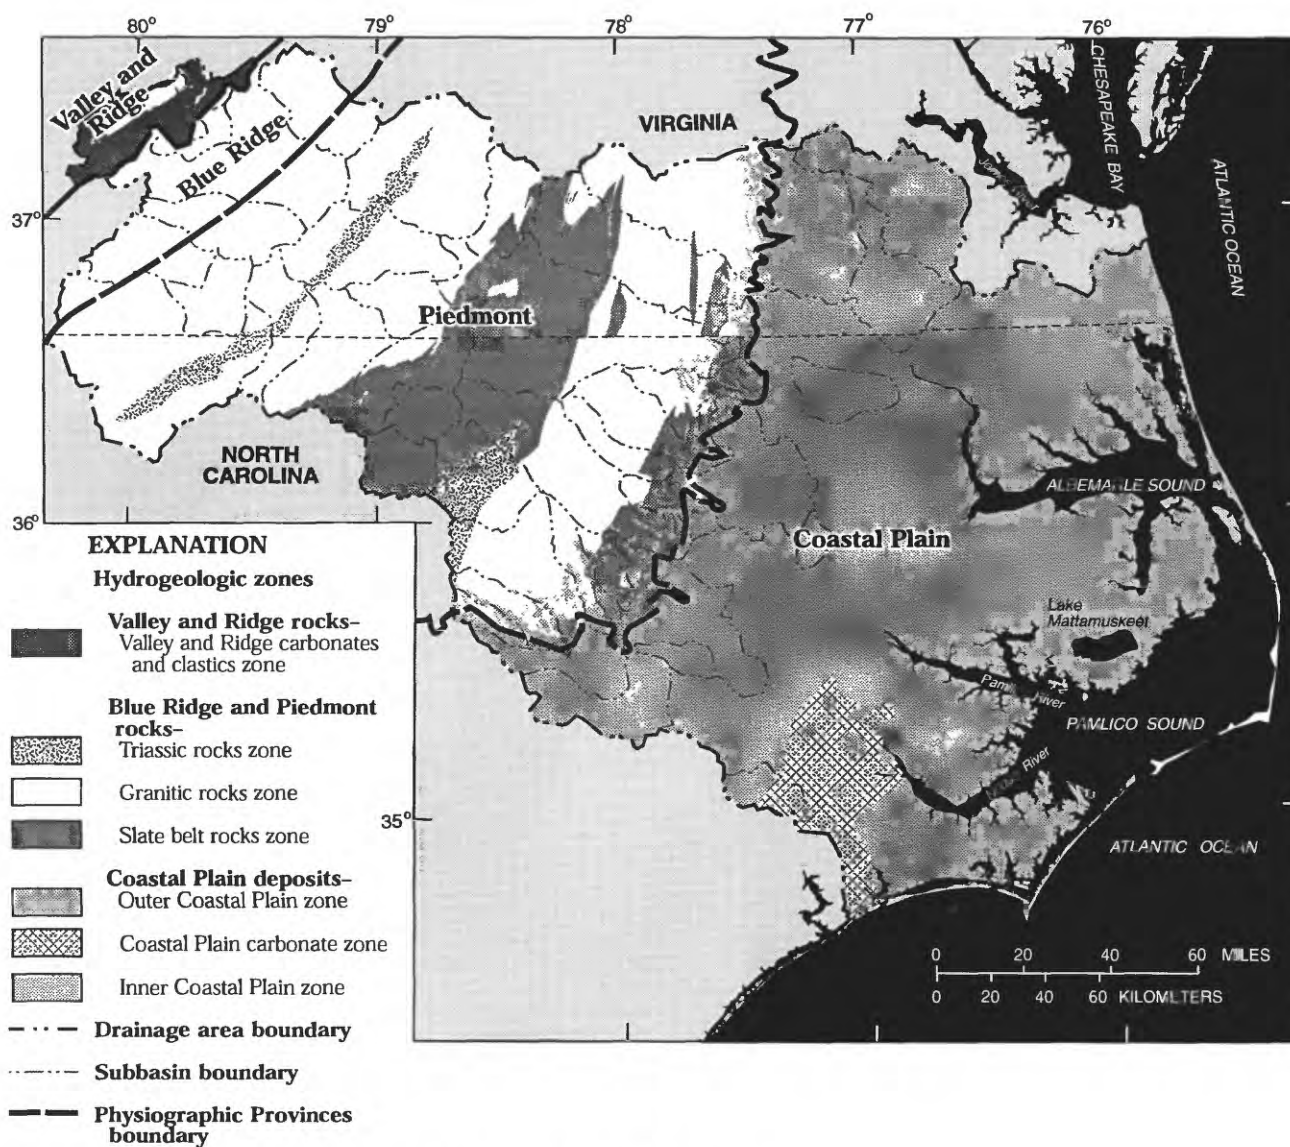 80°
79°
78°
77°
76°
Valley and
Ridge
Blue Ridge
VIRGINIA
CHESAPEAKE BAY
ATLANTIC OCEAN
37°
Piedmont
NORTH
CAROLINA
ALBEMARLE SOUND
36°
Coastal Plain
Lake
Mattamuskeet
River
PAMLICO SOUND
River
35°
ATLANTIC OCEAN
0 20 40 60 MILES
0 20 40 60 KILOMETERS
EXPLANATION
Hydrogeologic zones
Valley and Ridge rocks–
Valley and Ridge carbonates
and clastics zone
Blue Ridge and Piedmont
rocks–
Triassic rocks zone
Granitic rocks zone
Slate belt rocks zone
Coastal Plain deposits–
Outer Coastal Plain zone
Coastal Plain carbonate zone
Inner Coastal Plain zone
Drainage area boundary
Subbasin boundary
Physiographic Provinces
boundary